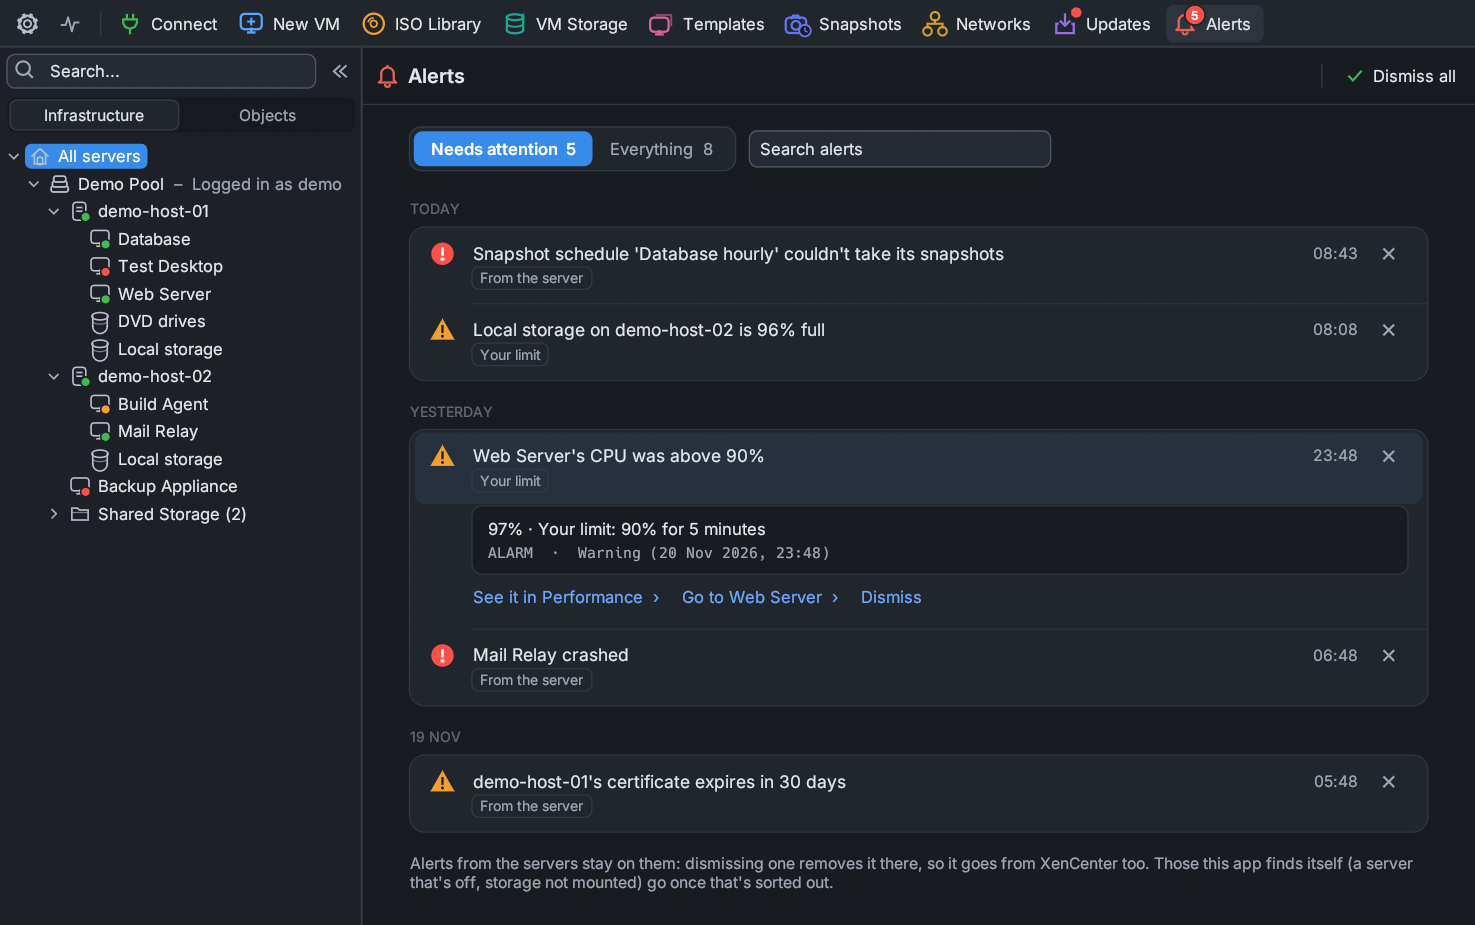 Connect
New VM
ISO Library
VM Storage
Templates
Snapshots
Networks
Updates
5
Alerts
Search...
Infrastructure
Objects
All servers
Demo Pool – Logged in as demo
demo-host-01
Database
Test Desktop
Web Server
DVD drives
Local storage
demo-host-02
Build Agent
Mail Relay
Local storage
Backup Appliance
Shared Storage (2)
Alerts
Dismiss all
Needs attention 5
Everything 8
Search alerts
TODAY
Snapshot schedule 'Database hourly' couldn't take its snapshots
08:43
From the server
Local storage on demo-host-02 is 96% full
08:08
Your limit
YESTERDAY
Web Server's CPU was above 90%
23:48
Your limit
97% · Your limit: 90% for 5 minutes
ALARM · Warning (20 Nov 2026, 23:48)
See it in Performance ›
Go to Web Server ›
Dismiss
Mail Relay crashed
06:48
From the server
19 NOV
demo-host-01's certificate expires in 30 days
05:48
From the server
Alerts from the servers stay on them: dismissing one removes it there, so it goes from XenCenter too. Those this app finds itself (a server
that's off, storage not mounted) go once that's sorted out.